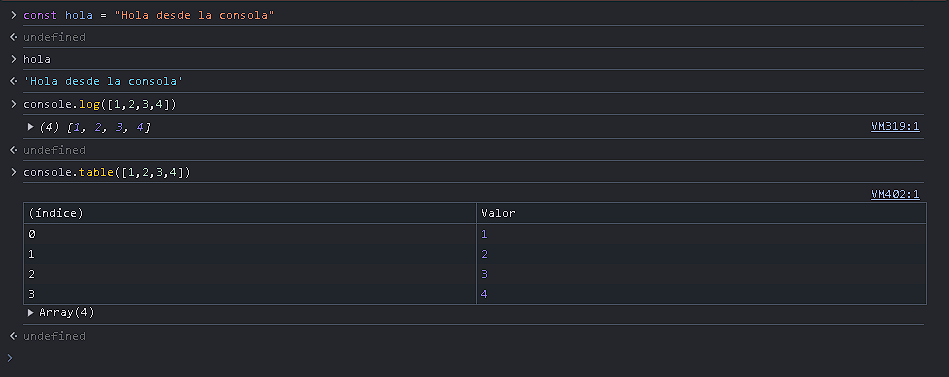 > const hola = "Hola desde la consola"
<· undefined
> hola
<· 'Hola desde la consola'
> console.log([1,2,3,4])
▶ (4) [1, 2, 3, 4] VM319:1
<· undefined
> console.table([1,2,3,4])
VM402:1
(índice) Valor
0 1
1 2
2 3
3 4
▶ Array(4)
<· undefined
>